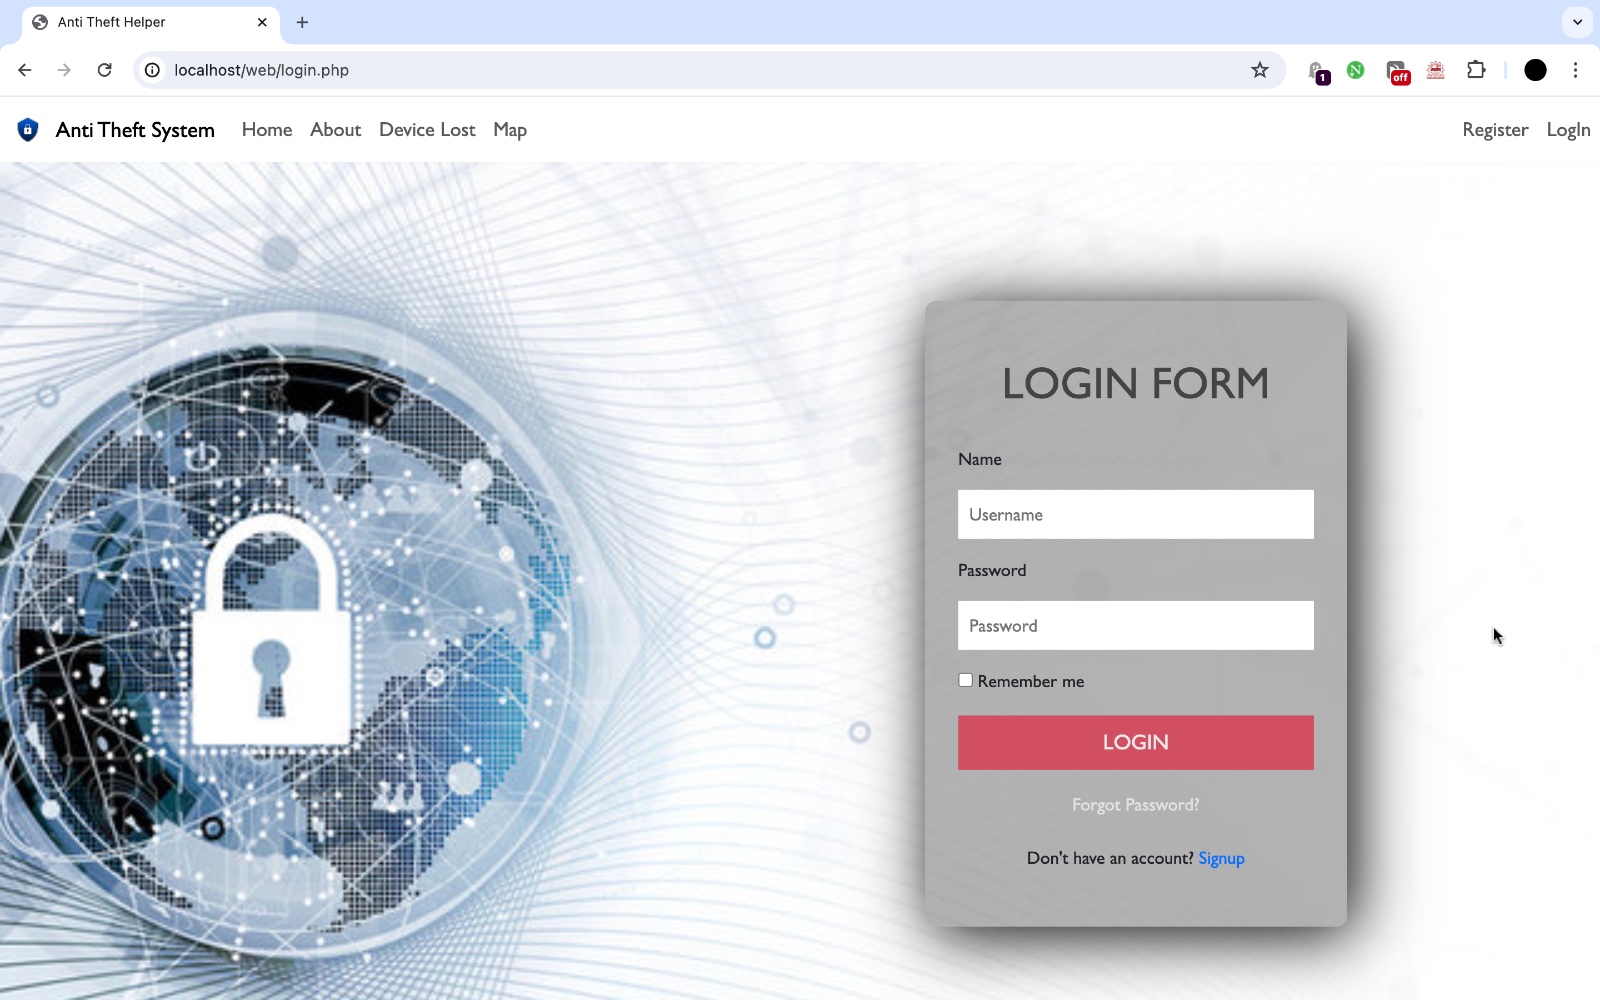 Anti Theft Helper
localhost/web/login.php
1
off
Anti Theft System Home About Device Lost Map Register LogIn
LOGIN FORM
Name
Username
Password
Password
Remember me
LOGIN
Forgot Password?
Don't have an account? Signup